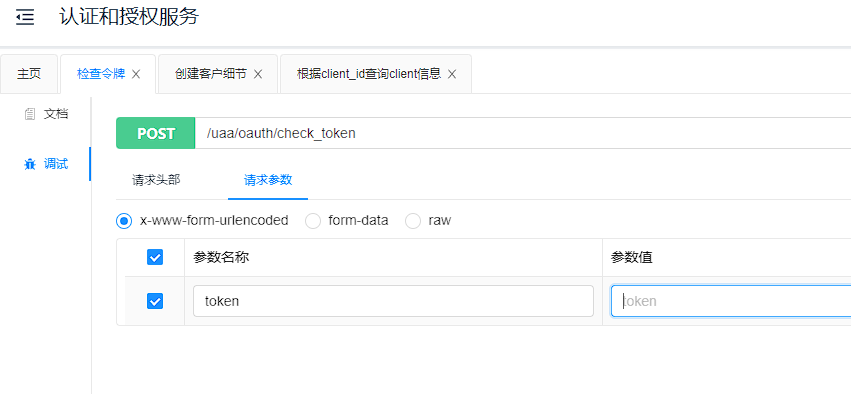 认证和授权服务
主页
检查令牌
创建客户细节
根据client_id查询client信息
文档
调试
POST
/uaa/oauth/check_token
请求头部
请求参数
x-www-form-urlencoded
form-data
raw
参数名称
参数值
token
token